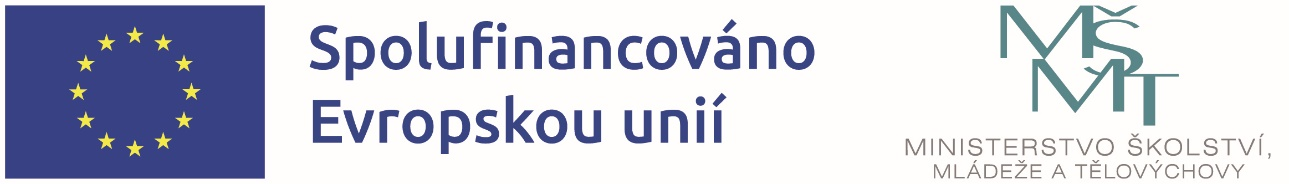 Spolufinancováno
Evropskou unií
MŠMT
MINISTERSTVO ŠKOLSTVÍ,
MLÁDEŽE A TĚLOVÝCHOVY